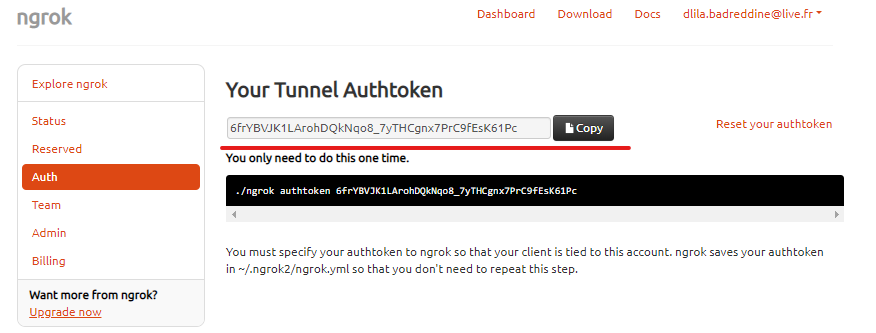 ngrok
Dashboard Download Docs dlila.badreddine@live.fr
Explore ngrok
Status
Reserved
Auth
Team
Admin
Billing
Want more from ngrok?
Upgrade now
Your Tunnel Authtoken
6frYBVJK1LArohDQkNqo8_7yTHCgnx7PrC9fEsK61Pc Copy
Reset your authtoken
You only need to do this one time.
./ngrok authtoken 6frYBVJK1LArohDQkNqo8_7yTHCgnx7PrC9fEsK61Pc
You must specify your authtoken to ngrok so that your client is tied to this account. ngrok saves your authtoken
in ~/.ngrok2/ngrok.yml so that you don't need to repeat this step.